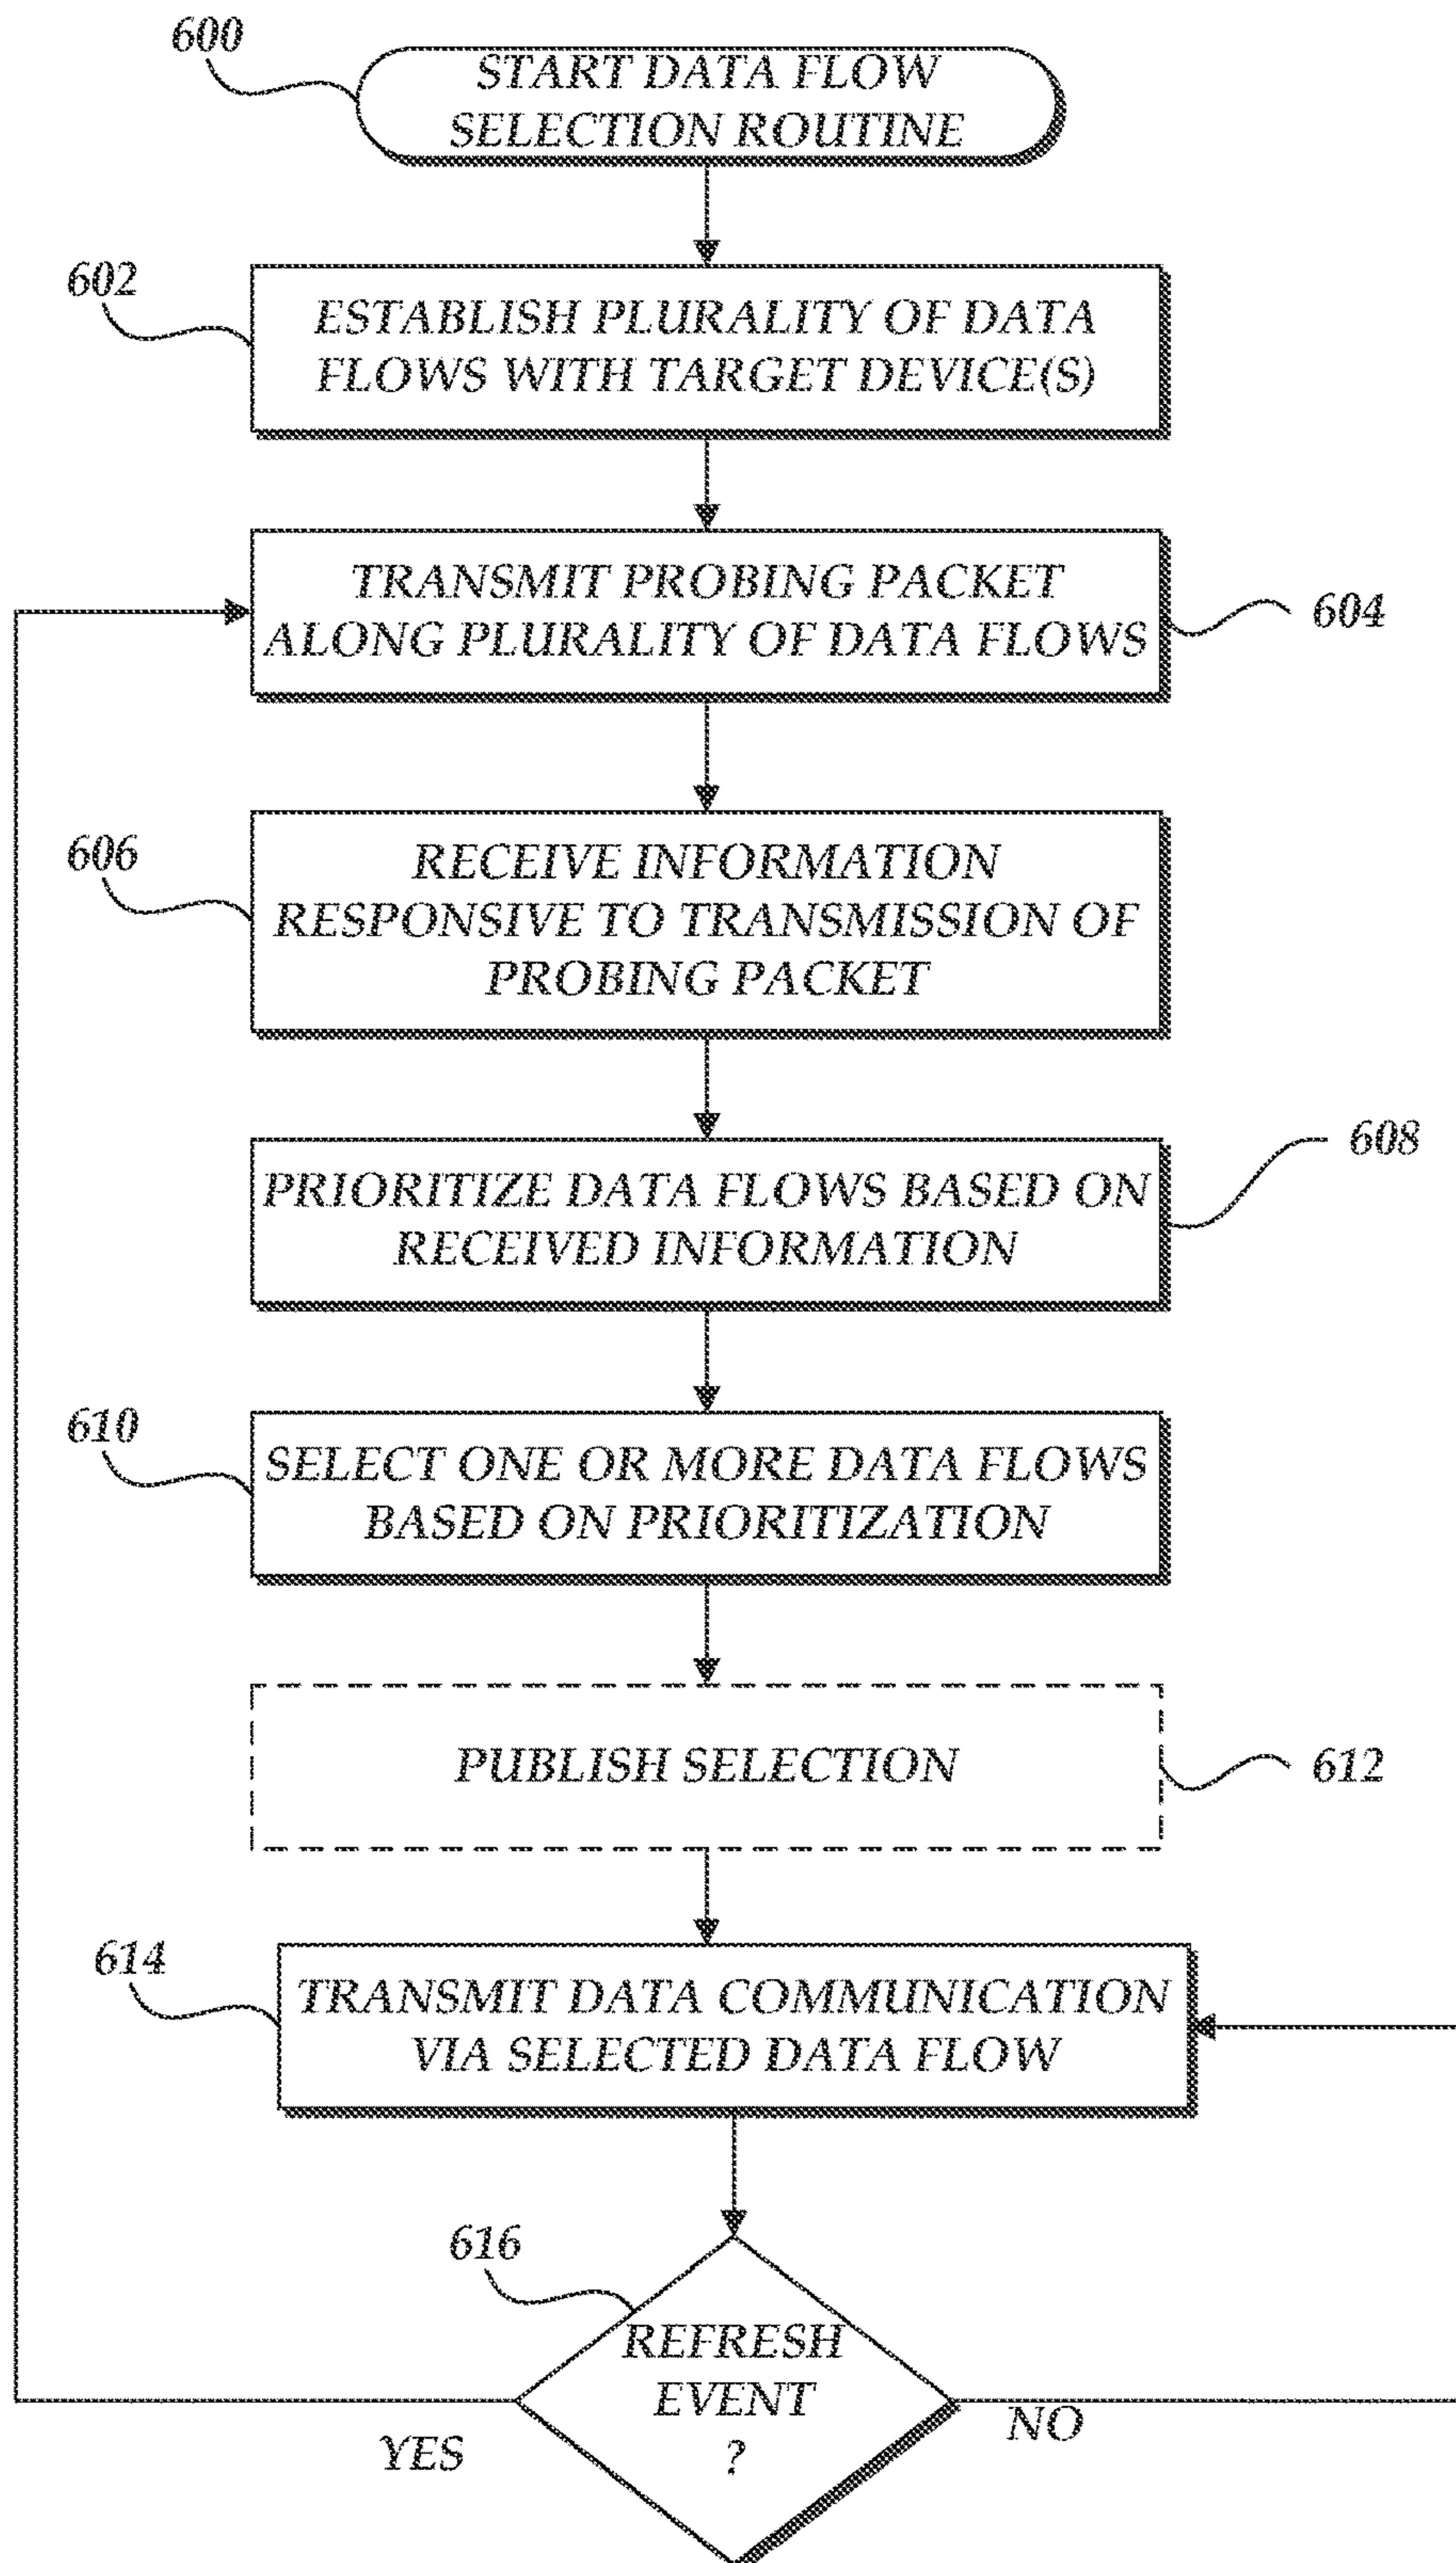 600
START DATA FLOW
SELECTION ROUTINE
602
ESTABLISH PLURALITY OF DATA
FLOWS WITH TARGET DEVICE(S)
TRANSMIT PROBING PACKET
ALONG PLURALITY OF DATA FLOWS
604
606
RECEIVE INFORMATION
RESPONSIVE TO TRANSMISSION OF
PROBING PACKET
608
PRIORITIZE DATA FLOWS BASED ON
RECEIVED INFORMATION
610
SELECT ONE OR MORE DATA FLOWS
BASED ON PRIORITIZATION
PUBLISH SELECTION
612
614
TRANSMIT DATA COMMUNICATION
VIA SELECTED DATA FLOW
616
REFRESH
EVENT
?
YES
NO